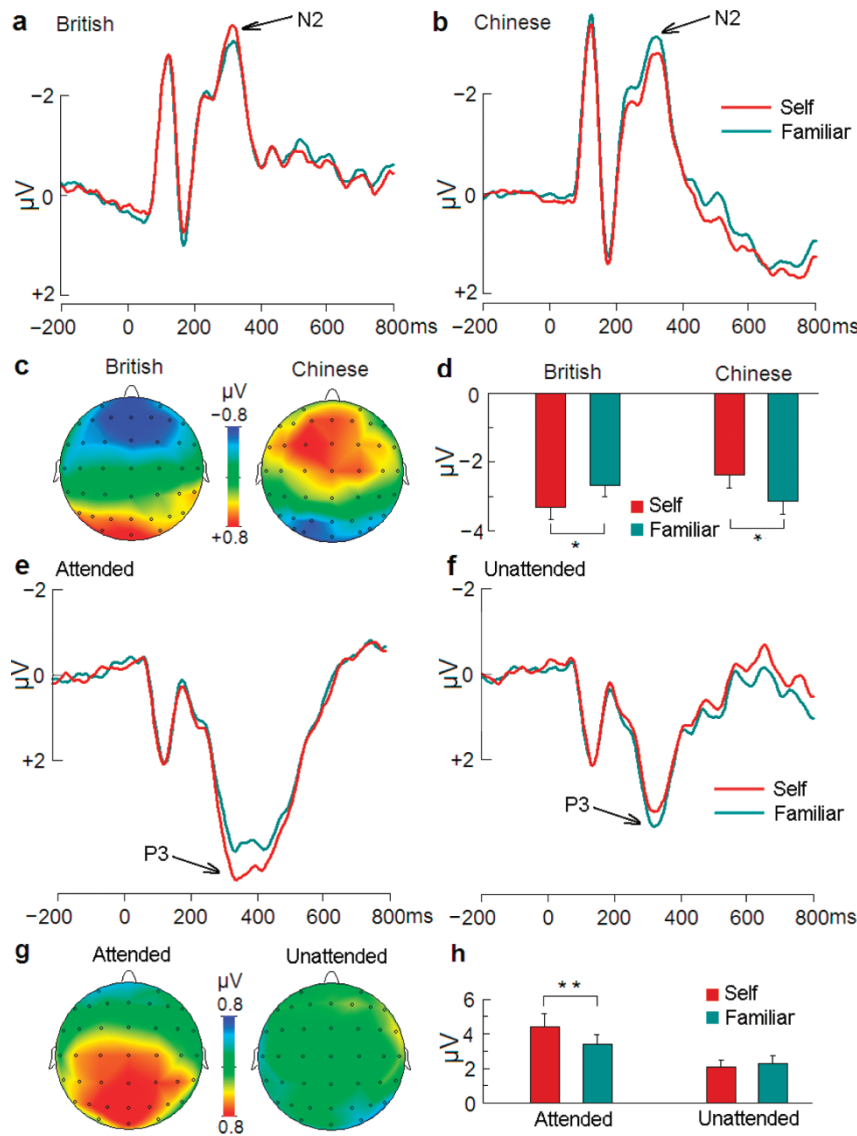 a British N2
−2
0
+2
μV
−200 0 200 400 600 800ms
b Chinese N2
−2
0
+2
μV
Self
Familiar
−200 0 200 400 600 800ms
c British Chinese
μV
−0.8
+0.8
d British Chinese
0
−2
−4
μV
Self
Familiar
* *
e Attended
−2
0
+2
μV
P3
−200 0 200 400 600 800ms
f Unattended
−2
0
+2
μV
P3
Self
Familiar
−200 0 200 400 600 800ms
g Attended Unattended
μV
0.8
0.8
h
* *
Self
Familiar
6
4
2
0
μV
Attended Unattended